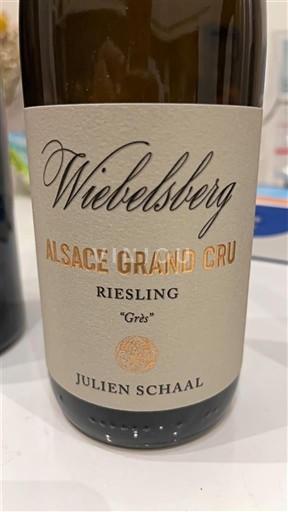 Wiebelsberg
ALSACE GRAND CRU
RIESLING
"Grès"
JULIEN SCHAAL